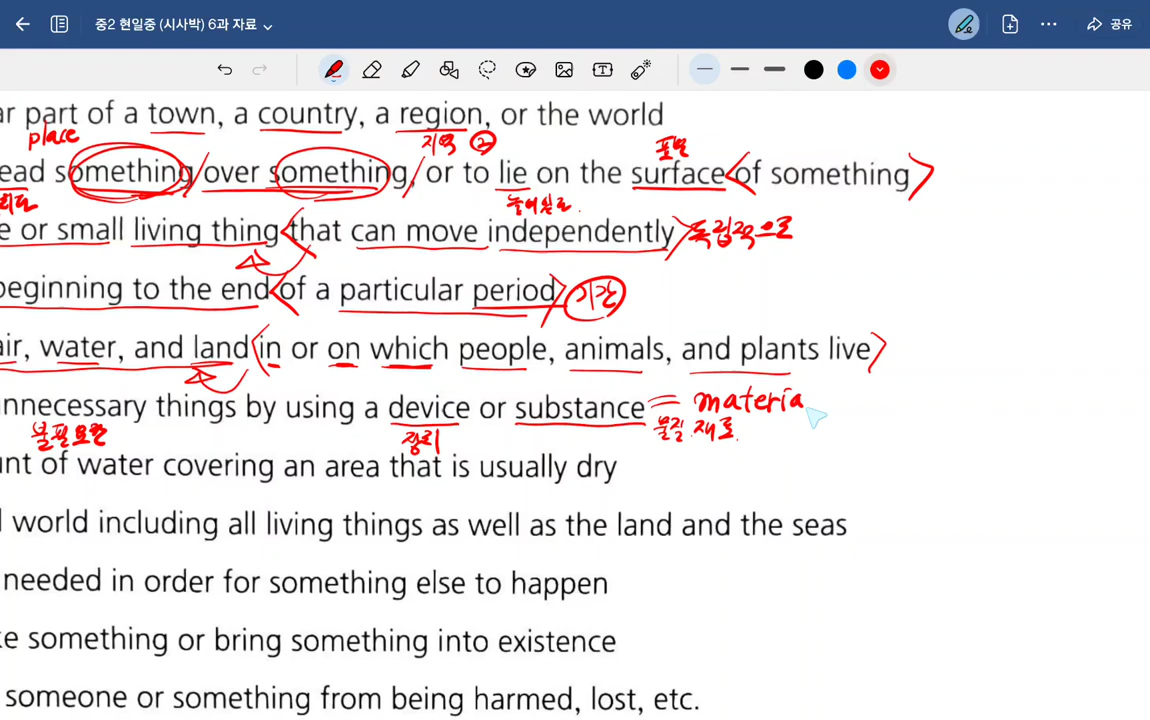 중2 현일중 (시사박) 6과 자료
공유
ar part of a town, a country, a region, or the world
place 지역 ②
표면
ead something over something, or to lie on the surface of something
놓여있다.
e or small living thing that can move independently 독립적으로
beginning to the end of a particular period 기간
air, water, and land in or on which people, animals, and plants live
nnecessary things by using a device or substance = materia
불필요한 장치 물질 재료.
unt of water covering an area that is usually dry
l world including all living things as well as the land and the seas
needed in order for something else to happen
ke something or bring something into existence
someone or something from being harmed, lost, etc.